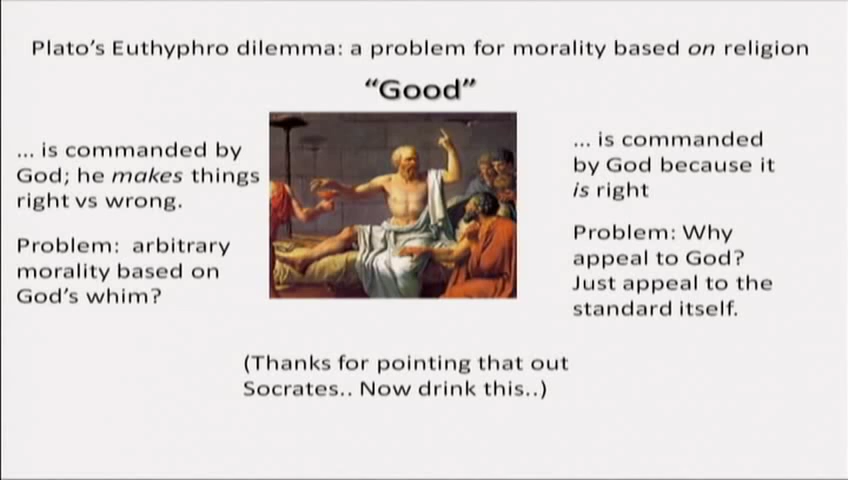 Plato's Euthyphro dilemma: a problem for morality based on religion
“Good”
... is commanded by
God; he makes things
right vs wrong.
Problem: arbitrary
morality based on
God's whim?
... is commanded
by God because it
is right
Problem: Why
appeal to God?
Just appeal to the
standard itself.
(Thanks for pointing that out
Socrates.. Now drink this..)